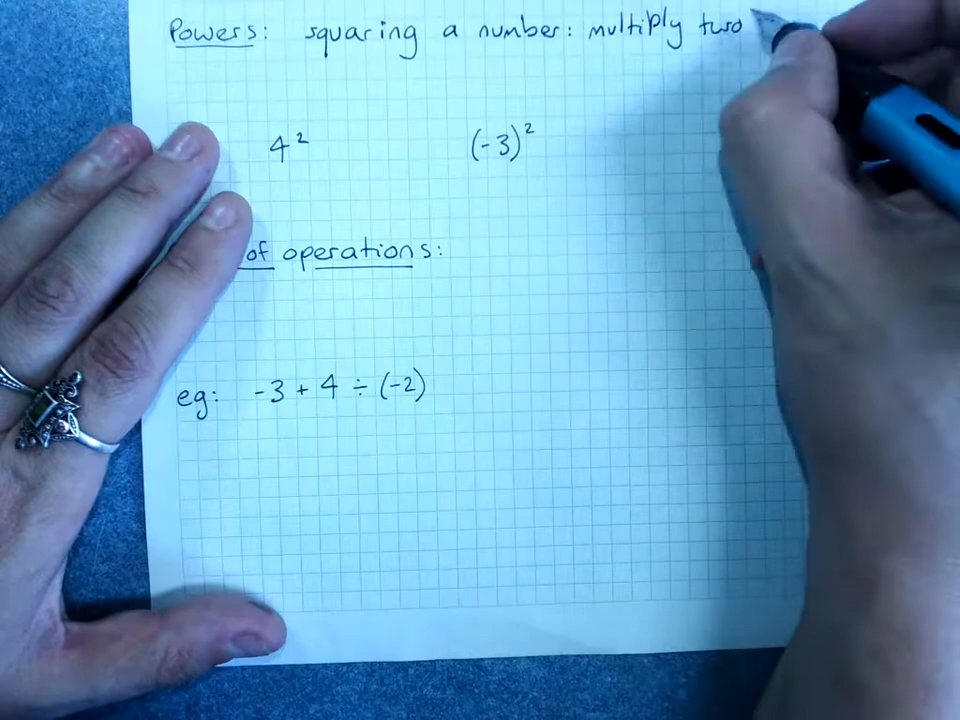 Powers: squaring a number: multiply two
4² (-3)²
of operations:
eg: -3 + 4 ÷ (-2)